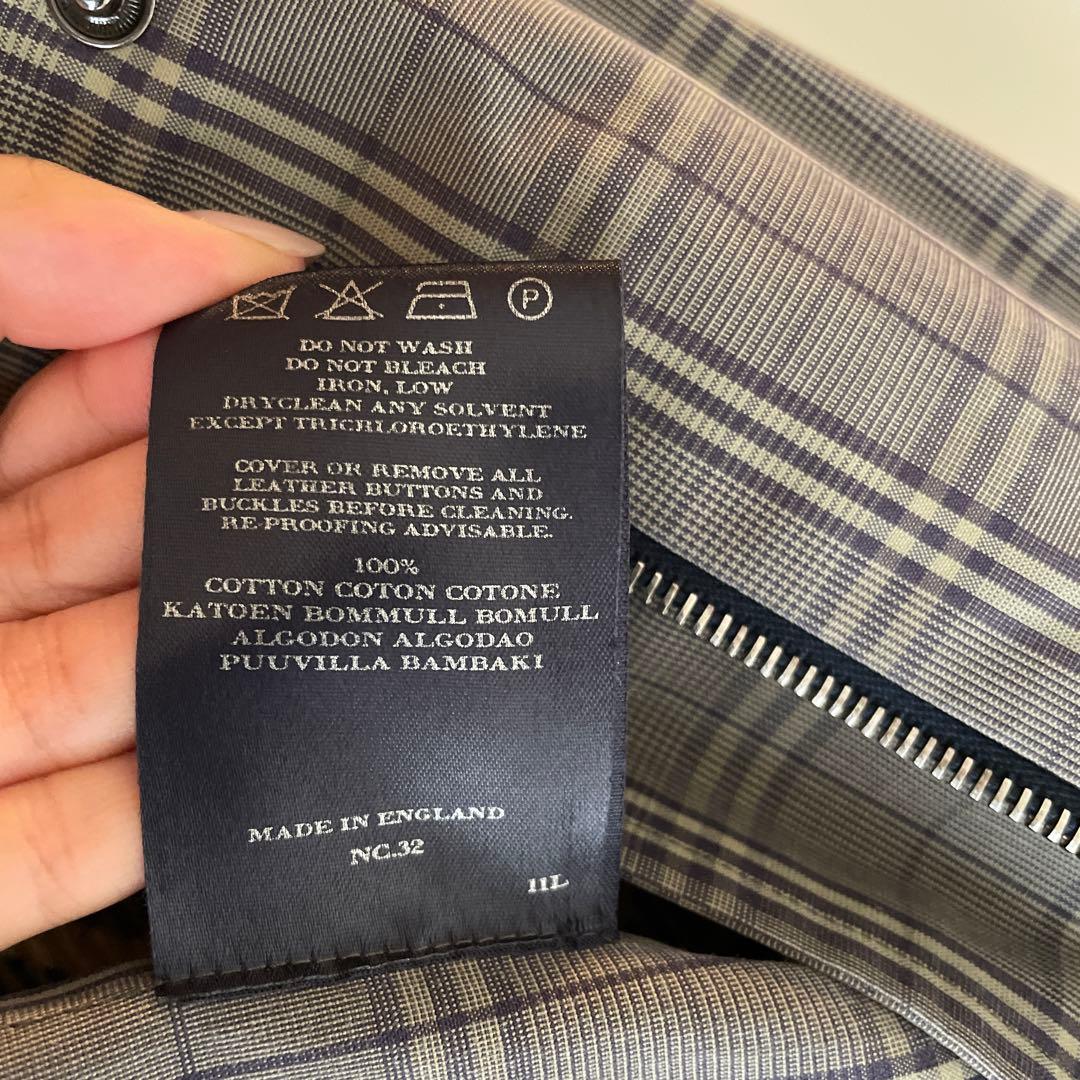 P
DO NOT WASH
DO NOT BLEACH
IRON, LOW
DRYCLEAN ANY SOLVENT
EXCEPT TRICHLOROETHYLENE
COVER OR REMOVE ALL
LEATHER BUTTONS AND
BUCKLES BEFORE CLEANING.
RE-PROOFING ADVISABLE.
100%
COTTON COTON COTONE
KATOEN BOMMULL BOMULL
ALGODON ALGODAO
PUUVILLA BAMBAKI
MADE IN ENGLAND
NC.32
11L